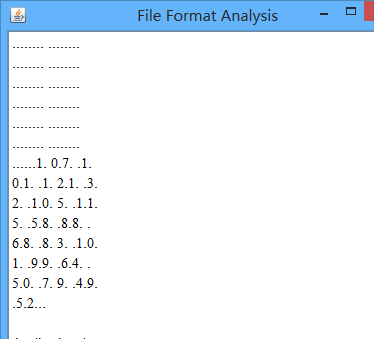 File Format Analysis
........ ........
........ ........
........ ........
........ ........
........ ........
........ ........
......1. 0.7. .1.
0.1. .1. 2.1. .3.
2. .1.0. 5. .1.1.
5. .5.8. .8.8. .
6.8. .8. 3. .1.0.
1. .9.9. .6.4. .
5.0. .7. 9. .4.9.
.5.2...